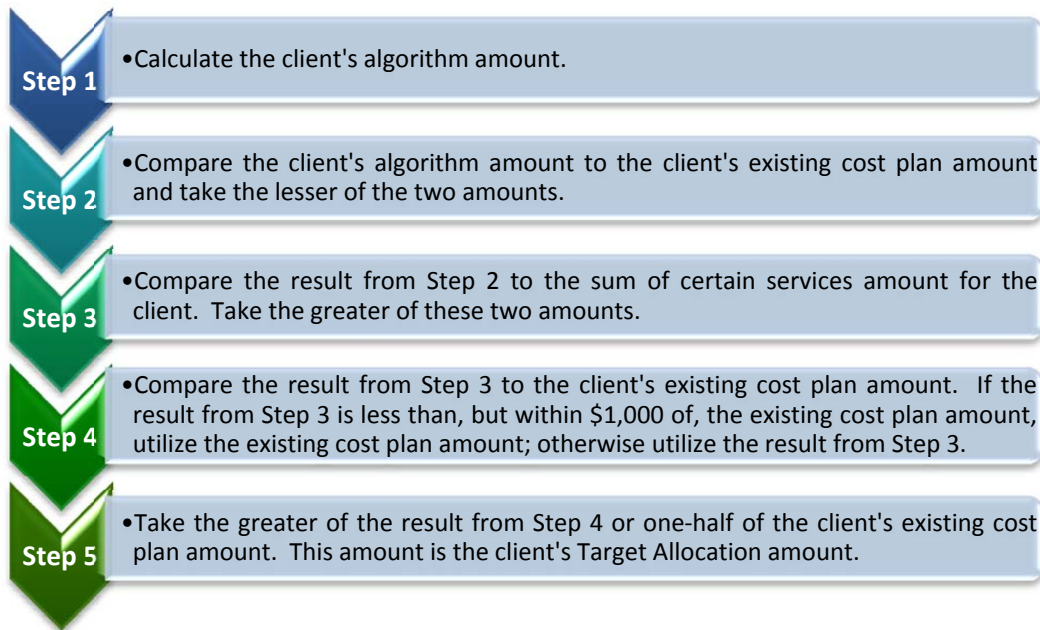 Step 1
•Calculate the client's algorithm amount.
Step 2
•Compare the client's algorithm amount to the client's existing cost plan amount
and take the lesser of the two amounts.
Step 3
•Compare the result from Step 2 to the sum of certain services amount for the
client.  Take the greater of these two amounts.
Step 4
•Compare the result from Step 3 to the client's existing cost plan amount.  If the
result from Step 3 is less than, but within $1,000 of, the existing cost plan amount,
utilize the existing cost plan amount; otherwise utilize the result from Step 3.
Step 5
•Take the greater of the result from Step 4 or one-half of the client's existing cost
plan amount.  This amount is the client's Target Allocation amount.